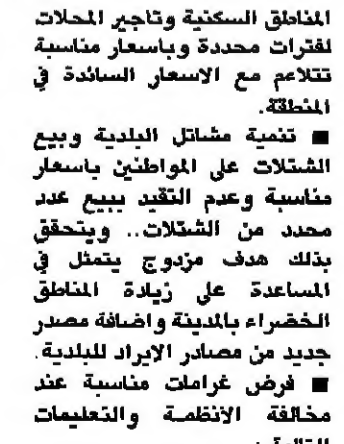 المناطق السكنية وتاجير المحلات
لفترات محددة وباسعار مناسبة
تتلاءم مع الاسعار السائدة في
المنطقة.
■ تنمية مشاتل البلدية وبيع
الشتلات على المواطنين باسعار
مناسبة وعدم التقيد ببيع عدد
محدد من الشتلات.. ويتحقق
بذلك هدف مزدوج يتمثل في
المساعدة على زيادة المناطق
الخضراء بالمدينة واضافة مصدر
جديد من مصادر الايراد للبلدية.
■ فرض غرامات مناسبة عند
مخالفة الأنظمة والتعليمات